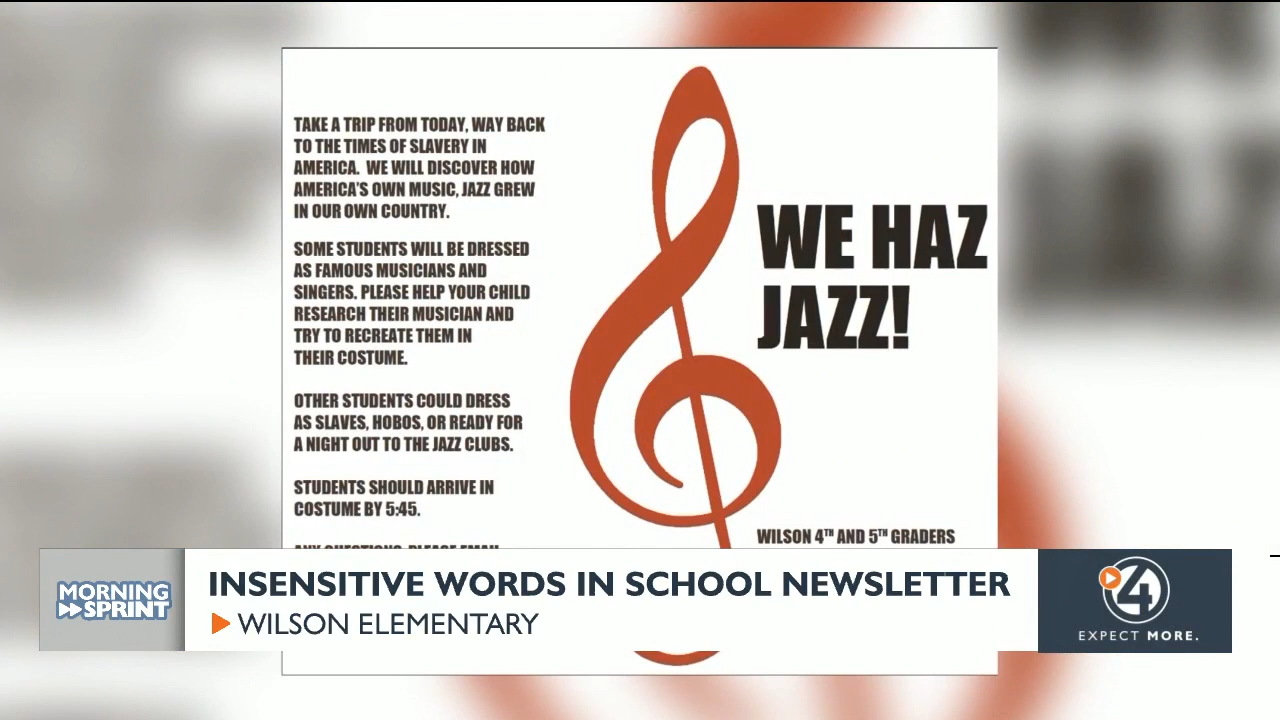 TAKE A TRIP FROM TODAY, WAY BACK
TO THE TIMES OF SLAVERY IN
AMERICA. WE WILL DISCOVER HOW
AMERICA'S OWN MUSIC, JAZZ GREW
IN OUR OWN COUNTRY.
SOME STUDENTS WILL BE DRESSED
AS FAMOUS MUSICIANS AND
SINGERS. PLEASE HELP YOUR CHILD
RESEARCH THEIR MUSICIAN AND
TRY TO RECREATE THEM IN
THEIR COSTUME.
OTHER STUDENTS COULD DRESS
AS SLAVES, HOBOS, OR READY FOR
A NIGHT OUT TO THE JAZZ CLUBS.
STUDENTS SHOULD ARRIVE IN
COSTUME BY 5:45.
ANY QUESTIONS, PLEASE EMAIL
WE HAZ
JAZZ!
WILSON 4TH AND 5TH GRADERS
MORNING
SPRINT
INSENSITIVE WORDS IN SCHOOL NEWSLETTER
WILSON ELEMENTARY
4
EXPECT MORE.